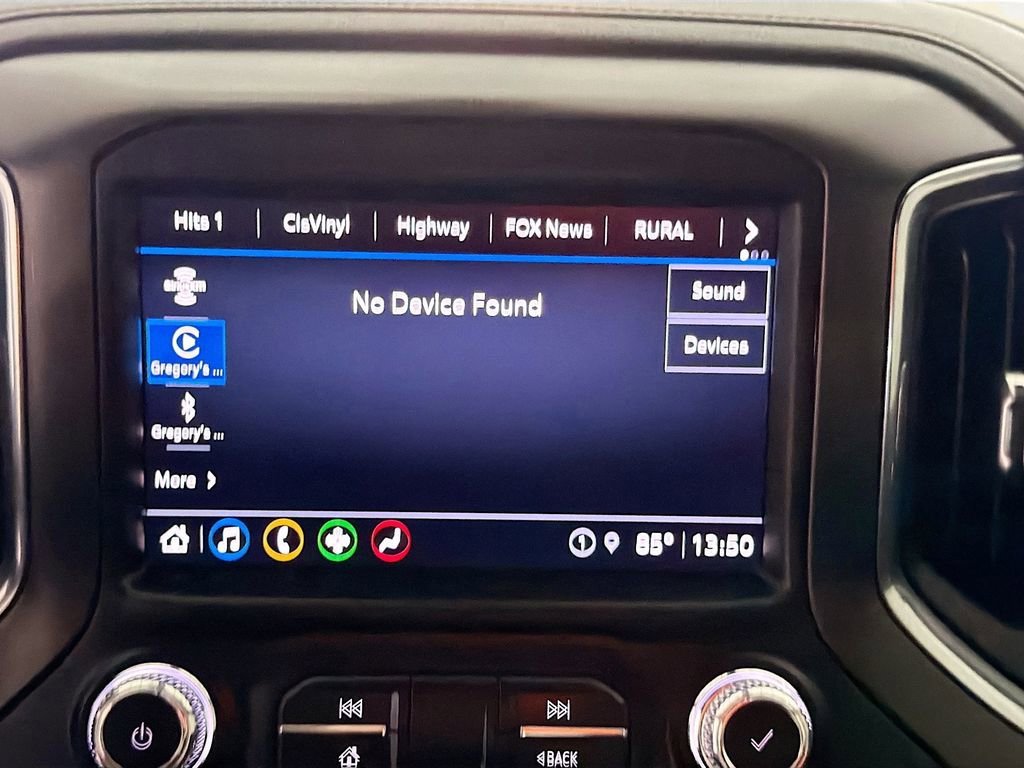 Hits 1
ClsVinyl
Highway
FOX News
RURAL
No Device Found
Sound
Devices
Gregory's ...
Gregory's ...
More
1
85°
13:50
BACK